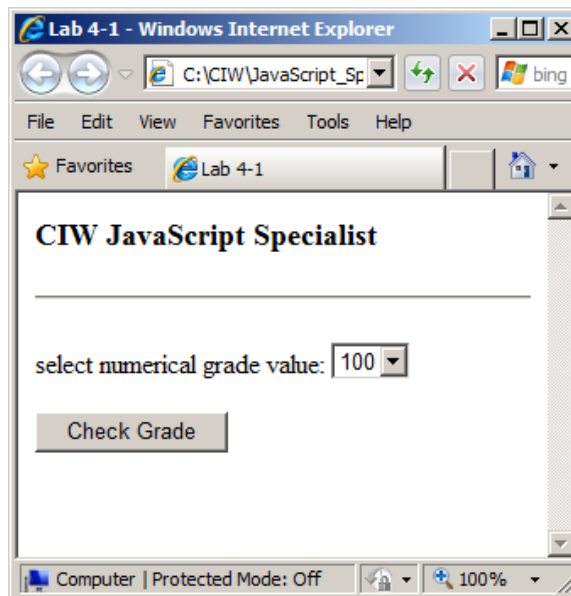 Lab 4-1 - Windows Internet Explorer
C:\CIW\JavaScript_Sp bing
File Edit View Favorites Tools Help
Favorites Lab 4-1
CIW JavaScript Specialist
select numerical grade value: 100
Check Grade
Computer | Protected Mode: Off 100%